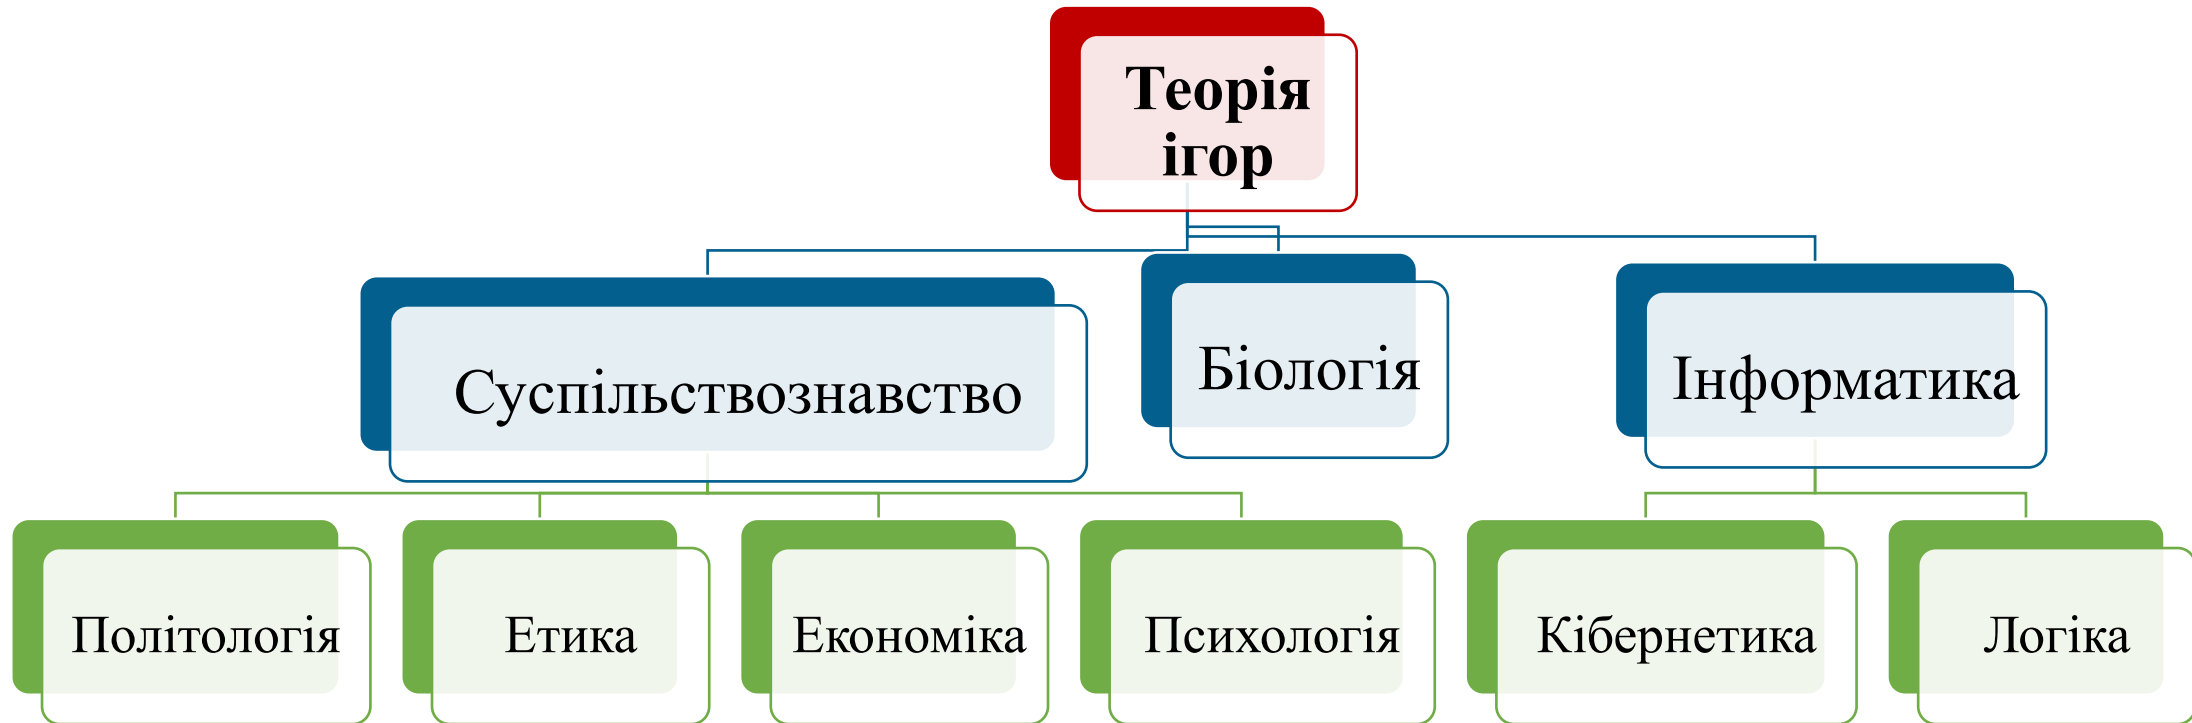 Теорія
ігор
Суспільствознавство
Біологія
Інформатика
Політологія
Етика
Економіка
Психологія
Кібернетика
Логіка